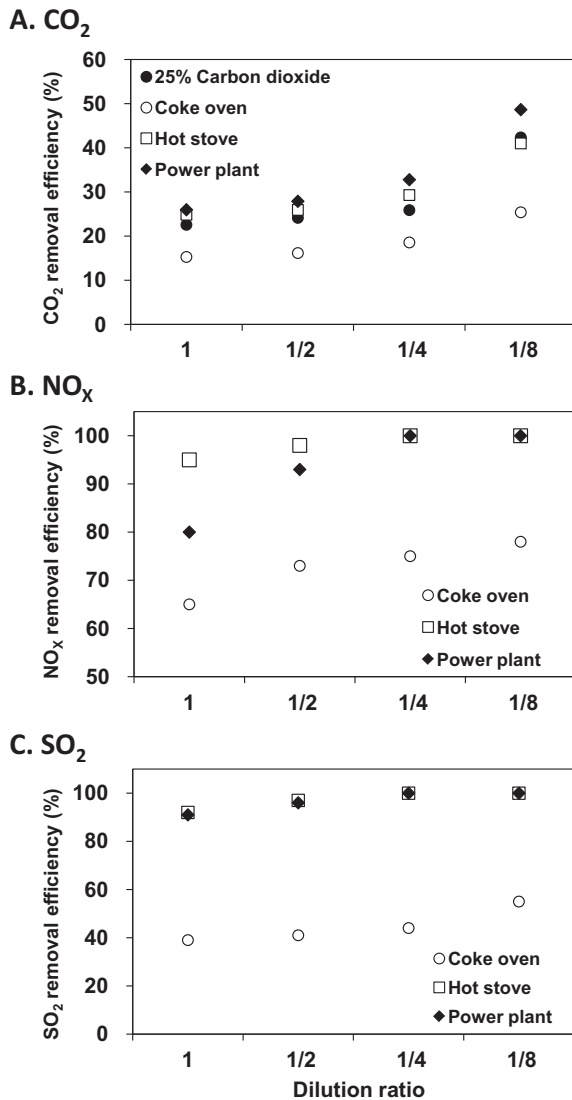 A. CO₂
CO₂ removal efficiency (%)
60
50
40
30
20
10
0
25% Carbon dioxide
Coke oven
Hot stove
Power plant
1 1/2 1/4 1/8
B. NOX
NOX removal efficiency (%)
100
90
80
70
60
50
Coke oven
Hot stove
Power plant
1 1/2 1/4 1/8
C. SO₂
SO₂ removal efficiency (%)
100
80
60
40
20
0
Coke oven
Hot stove
Power plant
1 1/2 1/4 1/8
Dilution ratio